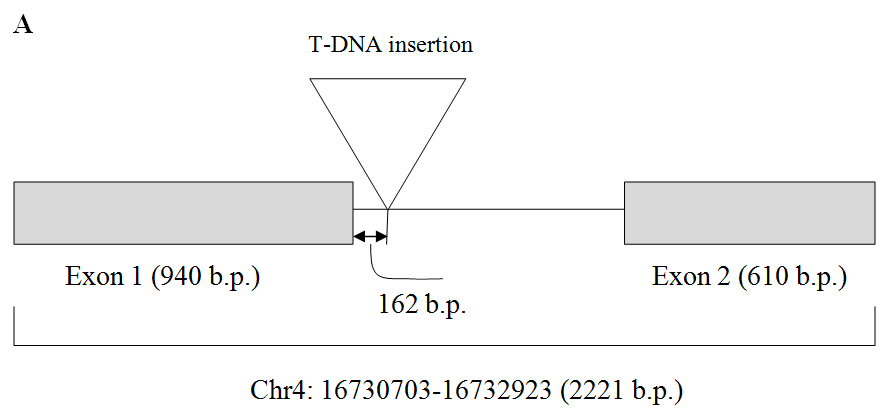 A
T-DNA insertion
Exon 1 (940 b.p.)
Exon 2 (610 b.p.)
162 b.p.
Chr4: 16730703-16732923 (2221 b.p.)